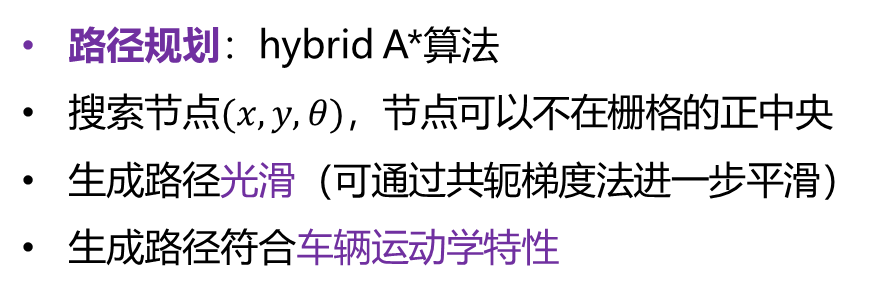 • 路径规划：hybrid A*算法
• 搜索节点(x, y, θ)，节点可以不在栅格的正中央
• 生成路径光滑（可通过共轭梯度法进一步平滑）
• 生成路径符合车辆运动学特性